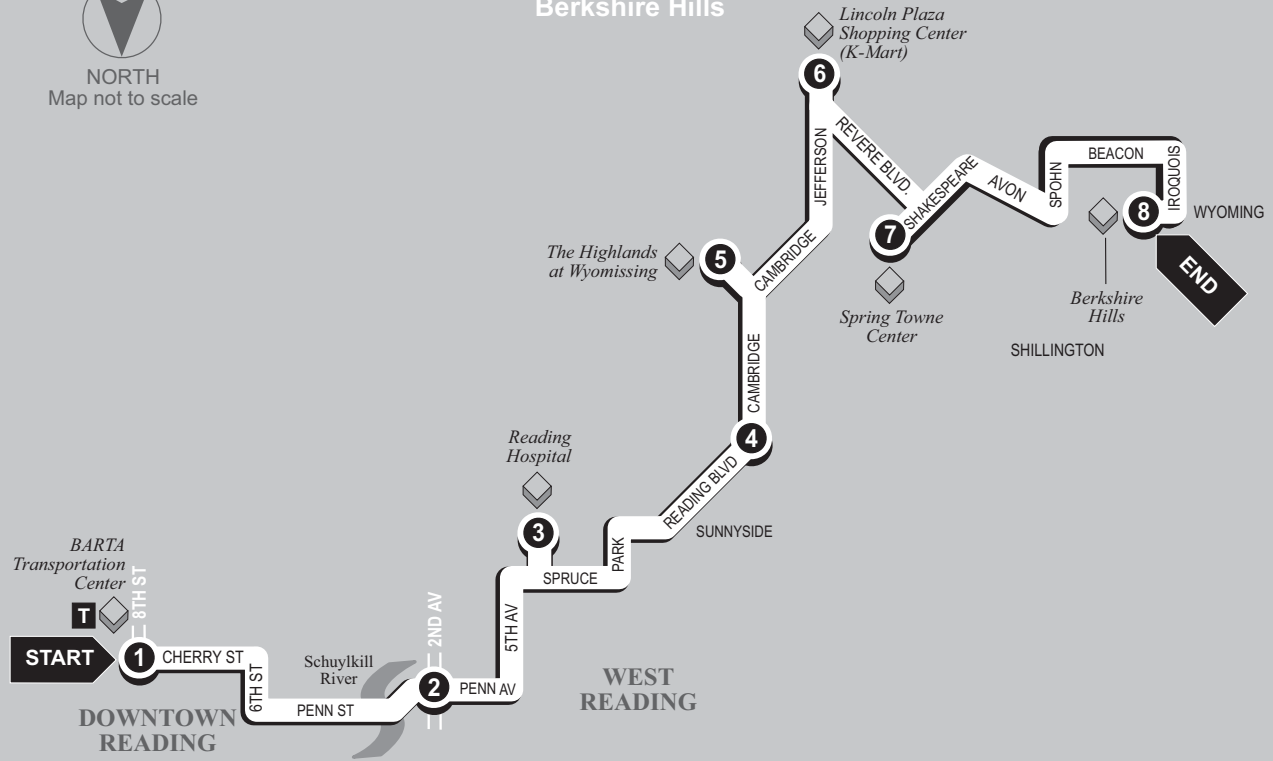 Berkshire Hills
NORTH
Map not to scale
Lincoln Plaza
Shopping Center
(K-Mart)
6
JEFFERSON
REVERE BLVD.
SHAKESPEARE
AVON
SPOHN
BEACON
IROQUOIS
WYOMING
8
END
Berkshire
Hills
7
Spring Towne
Center
SHILLINGTON
The Highlands
at Wyomissing
5
CAMBRIDGE
CAMBRIDGE
4
READING BLVD
SUNNYSIDE
Reading
Hospital
3
SPRUCE
PARK
5TH AV
BARTA
Transportation
Center
T
8TH ST
START
1
CHERRY ST
6TH ST
PENN ST
Schuylkill
River
2ND AV
2
PENN AV
WEST
READING
DOWNTOWN
READING